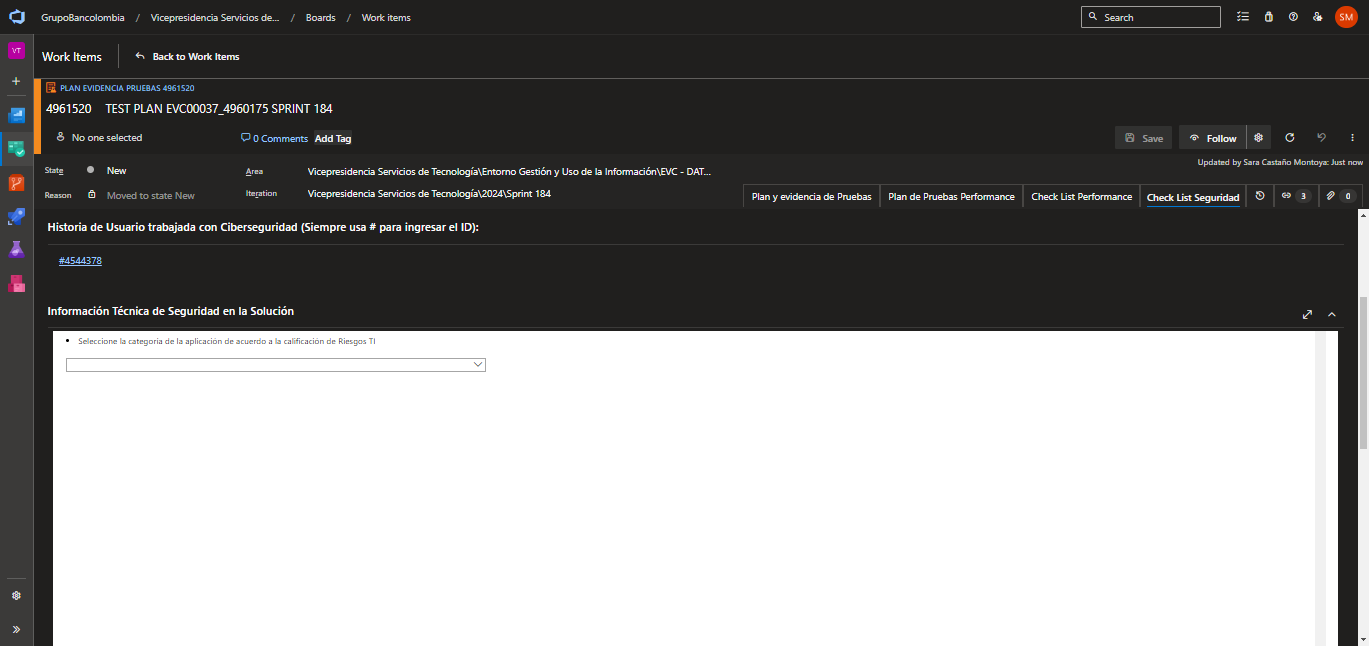 GrupoBancolombia / Vicepresidencia Servicios de... / Boards / Work items
Search
SM
VT
Work Items
Back to Work Items
PLAN EVIDENCIA PRUEBAS 4961520
4961520 TEST PLAN EVC00037_4960175 SPRINT 184
No one selected
0 Comments
Add Tag
Save
Follow
Updated by Sara Castaño Montoya: Just now
State New
Area Vicepresidencia Servicios de Tecnología\Entorno Gestión y Uso de la Información\EVC - DAT...
Reason Moved to state New
Iteration Vicepresidencia Servicios de Tecnología\2024\Sprint 184
Plan y evidencia de Pruebas
Plan de Pruebas Performance
Check List Performance
Check List Seguridad
3
0
Historia de Usuario trabajada con Ciberseguridad (Siempre usa # para ingresar el ID):
#4544378
Información Técnica de Seguridad en la Solución
• Seleccione la categoria de la aplicación de acuerdo a la calificación de Riesgos TI